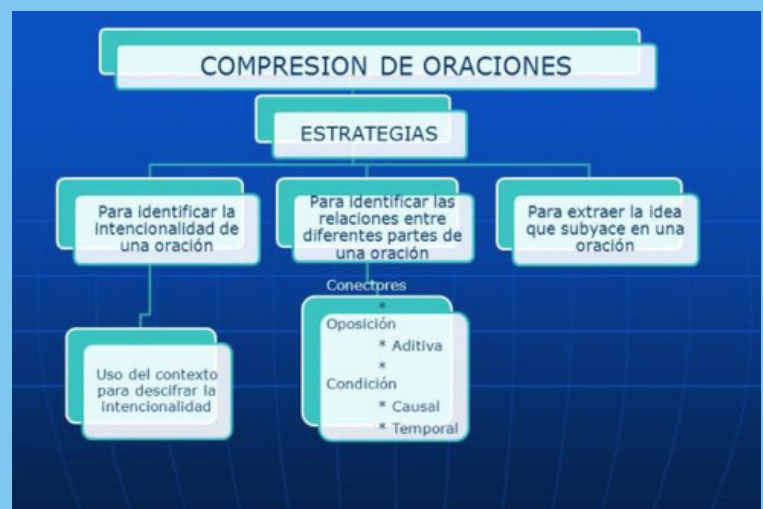 COMPRESION DE ORACIONES
ESTRATEGIAS
Para identificar la
intencionalidad de
una oración
Para identificar las
relaciones entre
diferentes partes de
una oración
Para extraer la idea
que subyace en una
oración
Uso del contexto
para descifrar la
intencionalidad
Conectores
*
Oposición
* Aditiva
*
Condición
* Causal
* Temporal